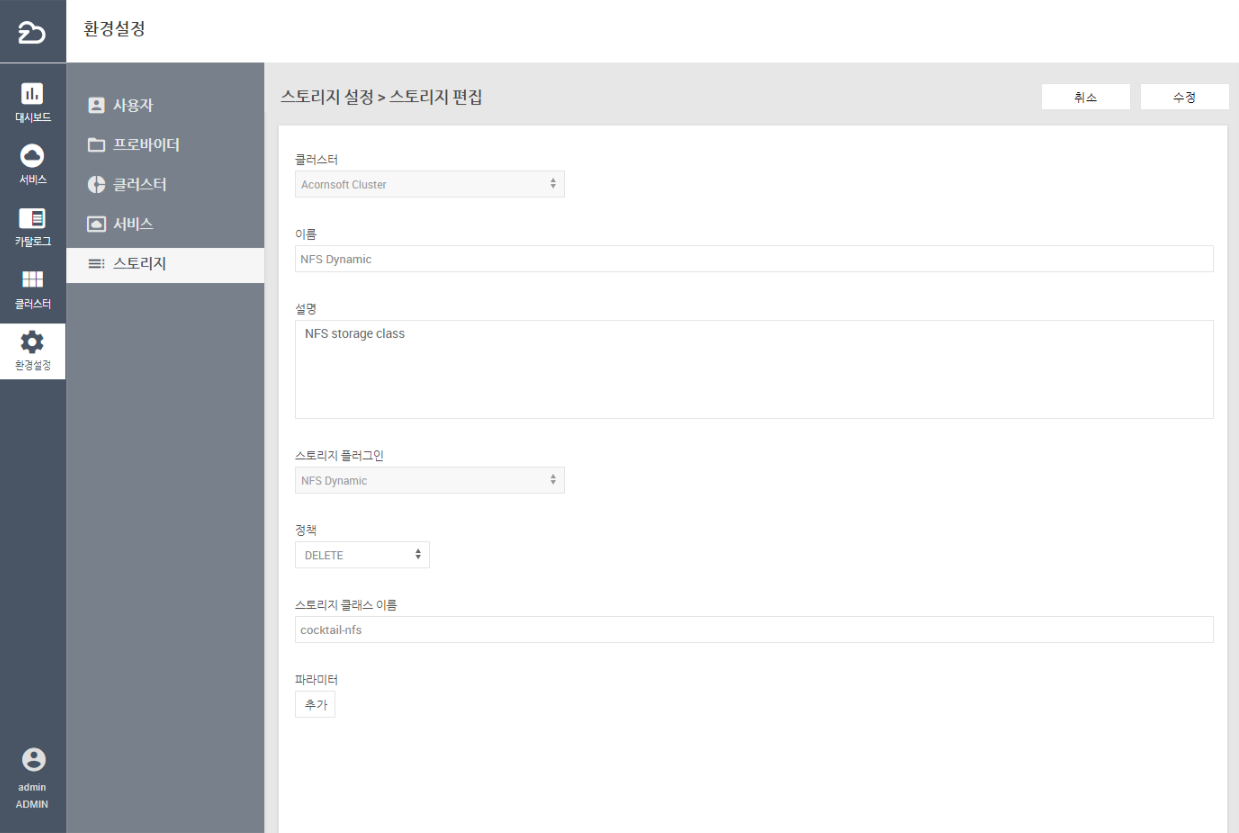 환경설정
대시보드
서비스
카탈로그
클러스터
환경설정
admin
ADMIN
사용자
프로바이더
클러스터
서비스
스토리지
스토리지 설정 > 스토리지 편집
취소
수정
클러스터
Acornsoft Cluster
이름
NFS Dynamic
설명
NFS storage class
스토리지 플러그인
NFS Dynamic
정책
DELETE
스토리지 클래스 이름
cocktail-nfs
파라미터
추가